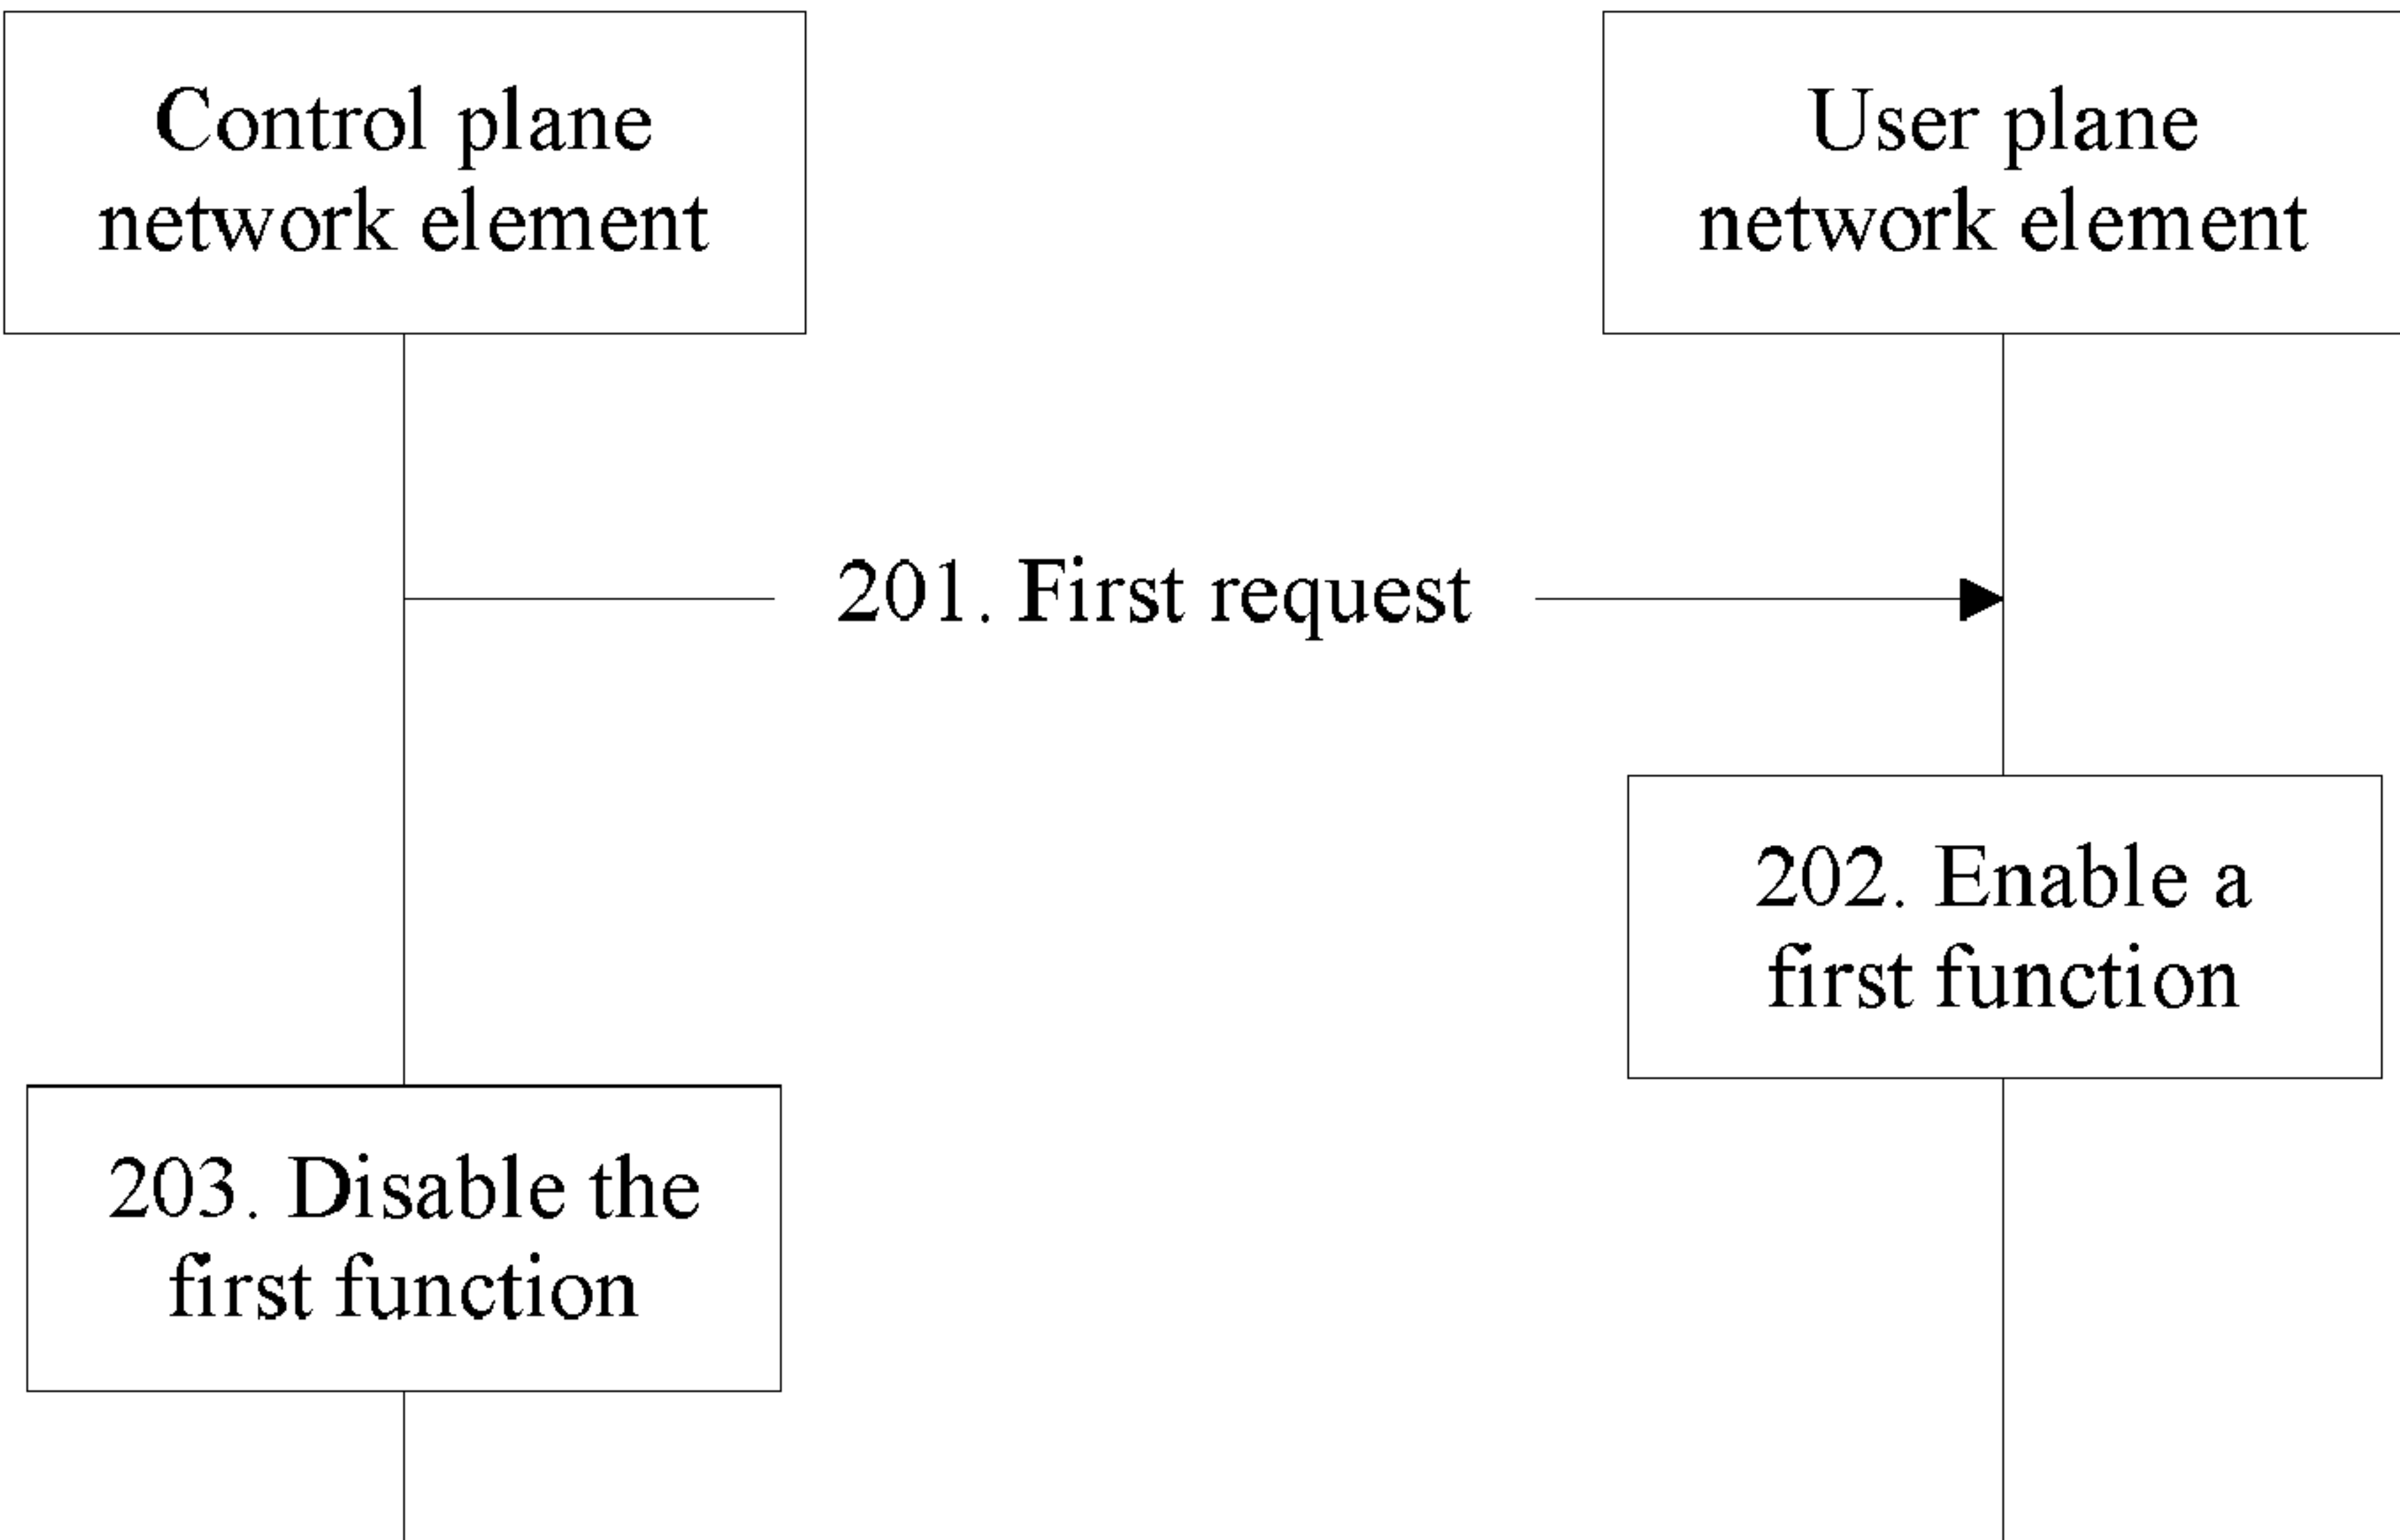 Control plane
network element
User plane
network element
201. First request
202. Enable a
first function
203. Disable the
first function